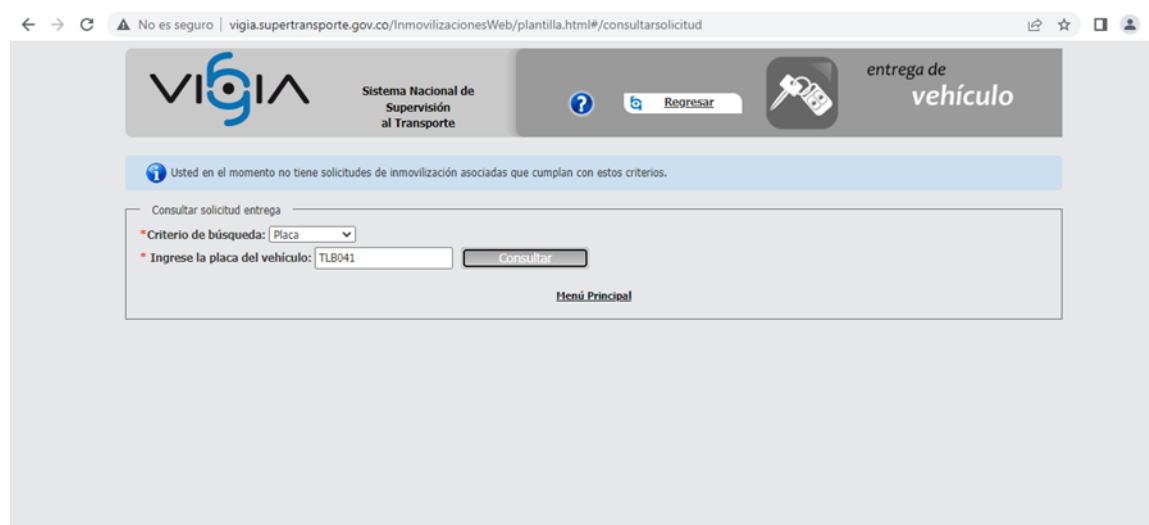 No es seguro | vigia.supertransporte.gov.co/InmovilizacionesWeb/plantilla.html#/consultarsolicitud
VIGIA
Sistema Nacional de
Supervisión
al Transporte
?
Regresar
entrega de
vehículo
i Usted en el momento no tiene solicitudes de inmovilización asociadas que cumplan con estos criterios.
Consultar solicitud entrega
*Criterio de búsqueda: Placa
* Ingrese la placa del vehículo: TLB041 Consultar
Menú Principal